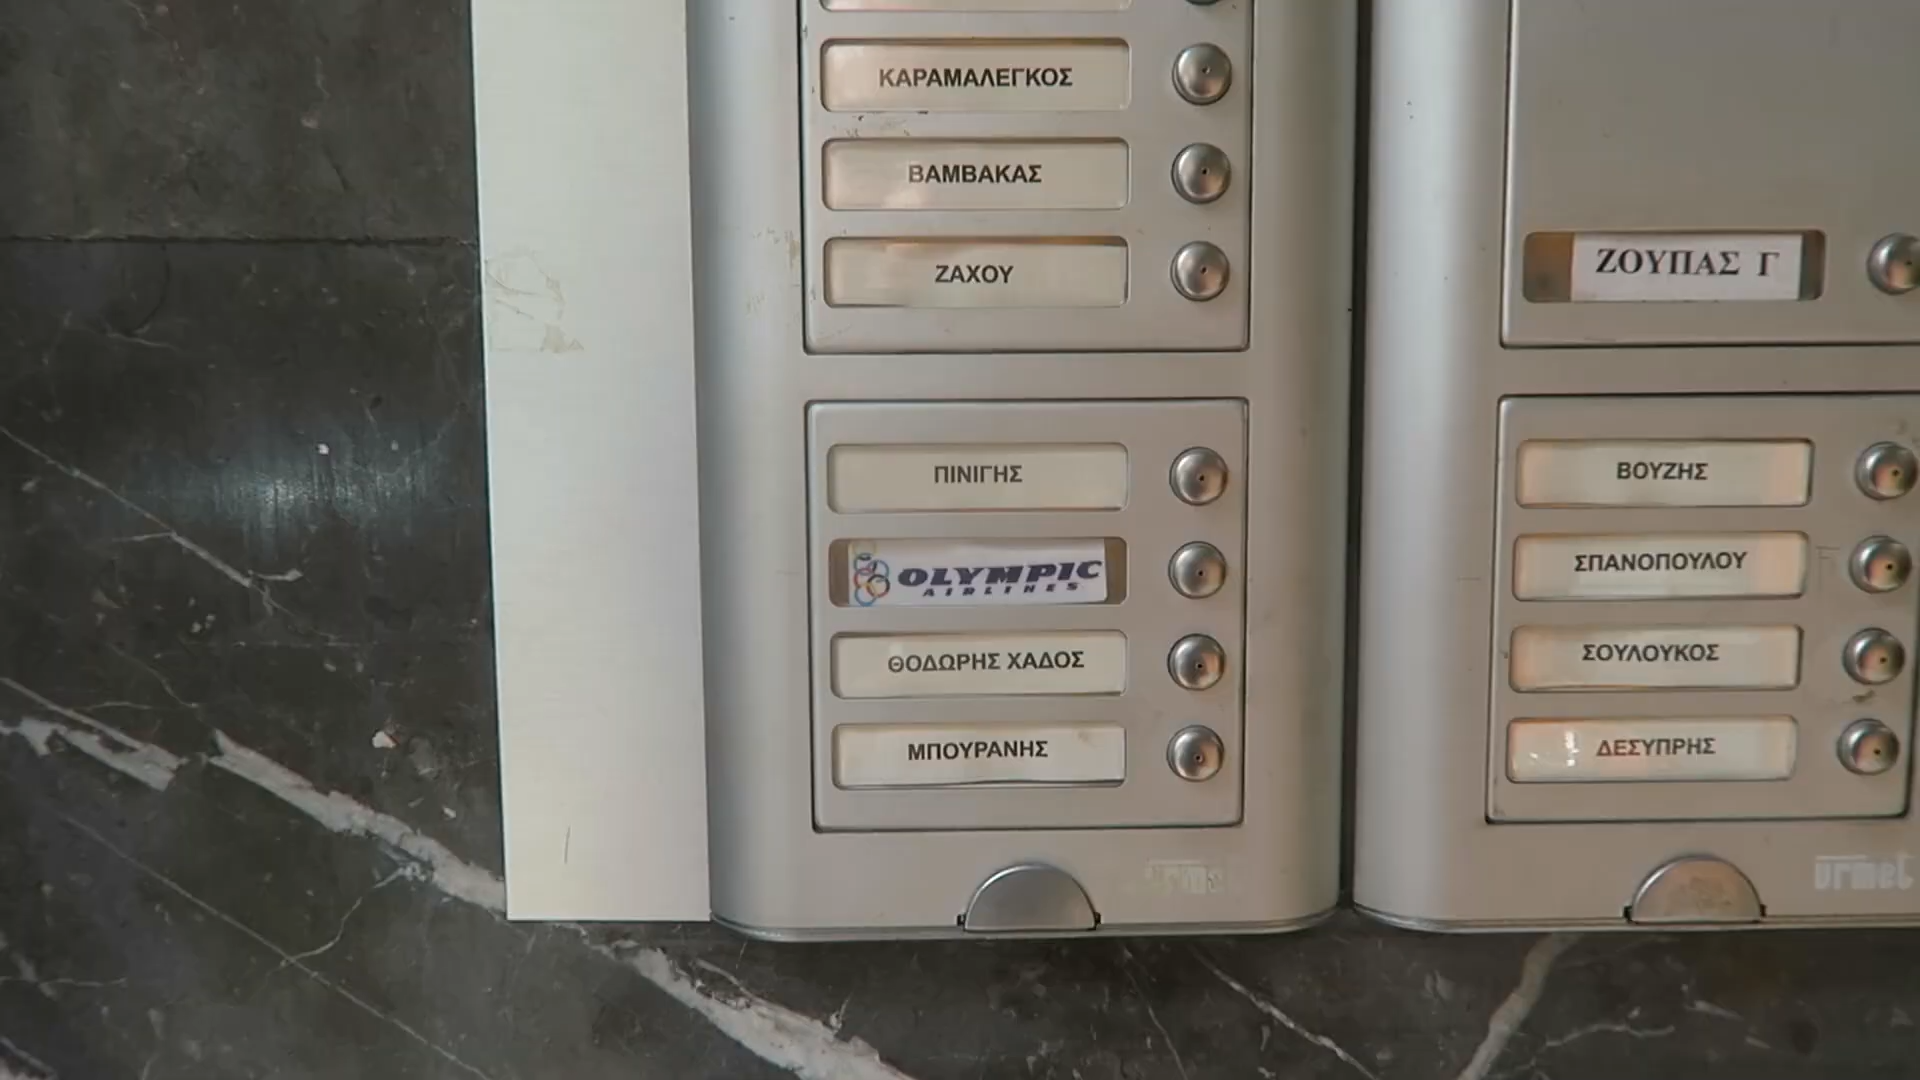 ΚΑΡΑΜΑΛΕΓΚΟΣ
ΒΑΜΒΑΚΑΣ
ΖΑΧΟΥ
ΠΙΝΙΓΗΣ
OLYMPIC
AIRLINES
ΘΟΔΩΡΗΣ ΧΑΔΟΣ
ΜΠΟΥΡΑΝΗΣ
ΖΟΥΠΑΣ Γ
ΒΟΥΖΗΣ
ΣΠΑΝΟΠΟΥΛΟΥ
ΣΟΥΛΟΥΚΟΣ
ΔΕΣΥΠΡΗΣ
urmet